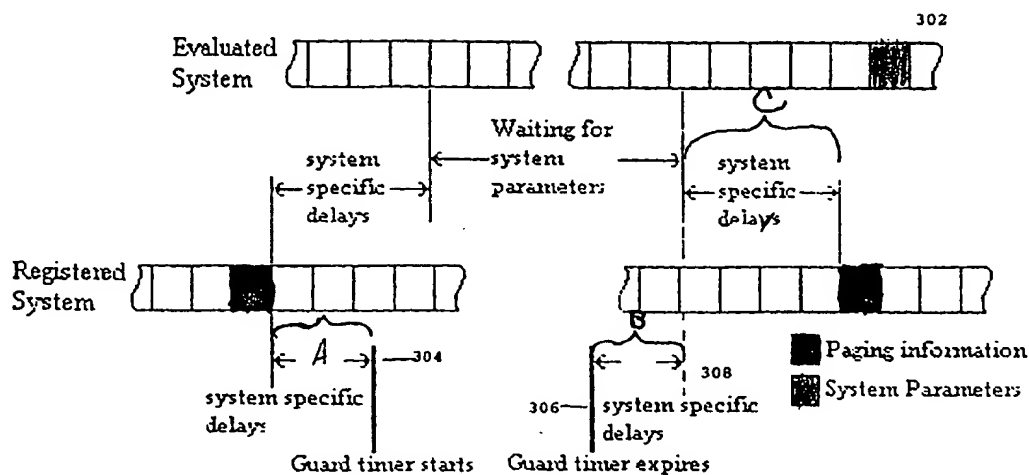 302
Evaluated
System
C
Waiting for
system
parameters
system
specific
delays
system
specific
delays
Registered
System
A
304
B
308
306
system specific
delays
system specific
delays
Guard timer starts
Guard timer expires
Paging information
System Parameters